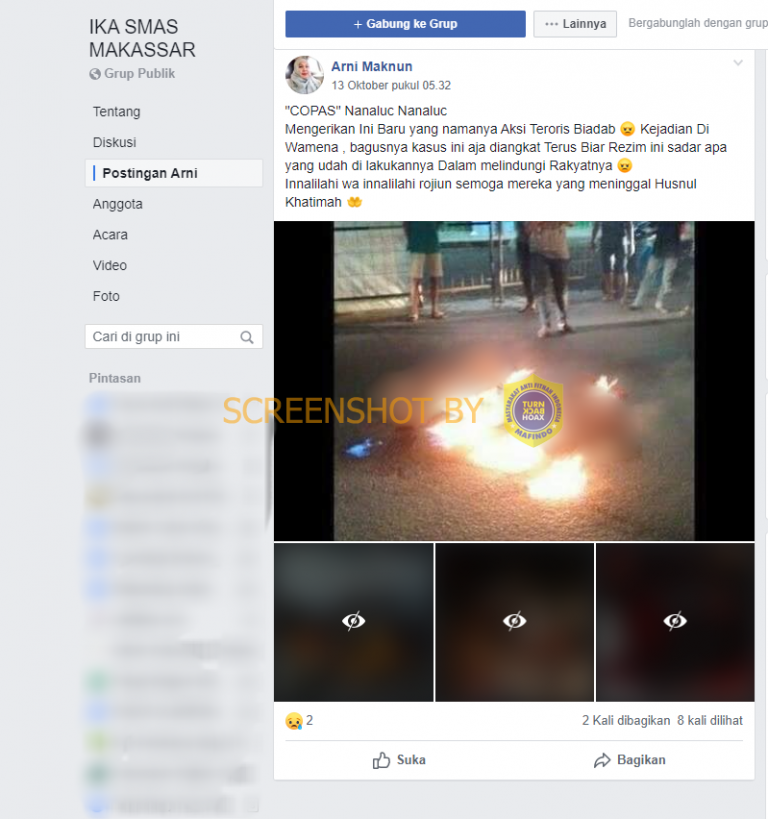 IKA SMAS
MAKASSAR
Grup Publik
Tentang
Diskusi
Postingan Arni
Anggota
Acara
Video
Foto
Cari di grup ini
Pintasan
+ Gabung ke Grup
••• Lainnya
Bergabunglah dengan grup
Arni Maknun
13 Oktober pukul 05.32
"COPAS" Nanaluc Nanaluc
Mengerikan Ini Baru yang namanya Aksi Teroris Biadab 😠 Kejadian Di
Wamena , bagusnya kasus ini aja diangkat Terus Biar Rezim ini sadar apa
yang udah di lakukannya Dalam melindungi Rakyatnya 😠
Innalilahi wa innalilahi rojiun semoga mereka yang meninggal Husnul
Khatimah 🤲
SCREENSHOT BY
MASYARAKAT ANTI FITNAH INDONESIA
TURN
BACK
HOAX
MAFINDO
2
2 Kali dibagikan 8 kali dilihat
Suka
Bagikan